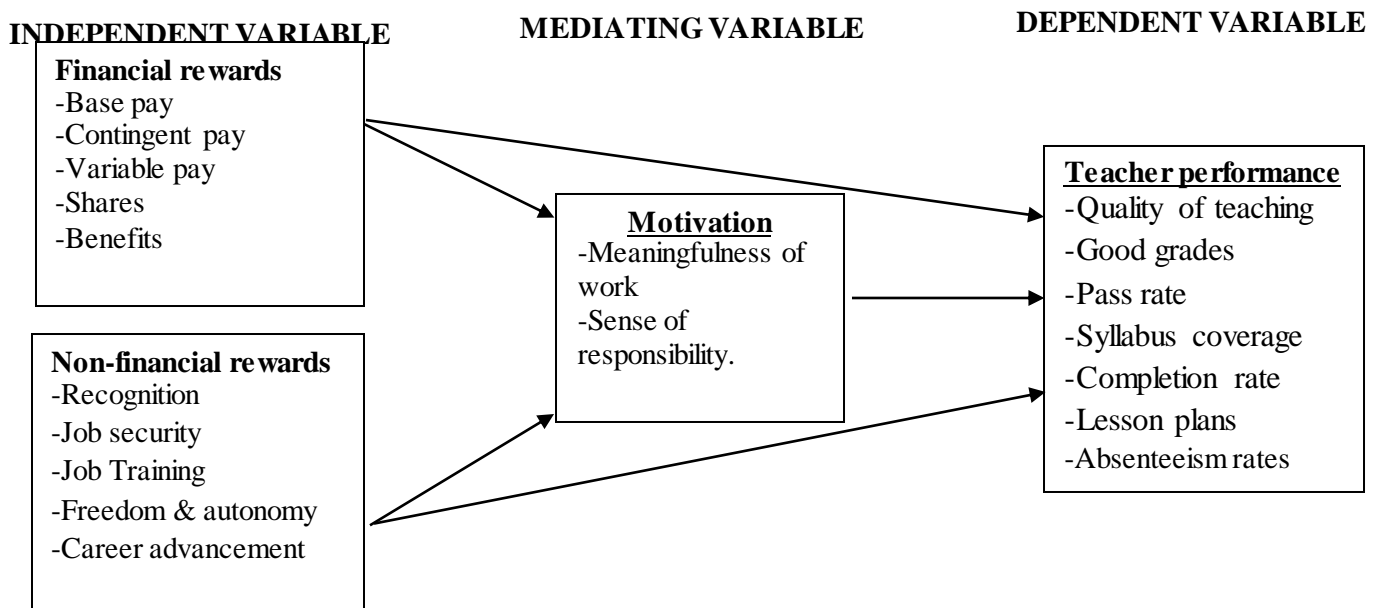 INDEPENDENT VARIABLE
MEDIATING VARIABLE
DEPENDENT VARIABLE
Financial rewards
-Base pay
-Contingent pay
-Variable pay
-Shares
-Benefits
Non-financial rewards
-Recognition
-Job security
-Job Training
-Freedom & autonomy
-Career advancement
Motivation
-Meaningfulness of
work
-Sense of
responsibility.
Teacher performance
-Quality of teaching
-Good grades
-Pass rate
-Syllabus coverage
-Completion rate
-Lesson plans
-Absenteeism rates